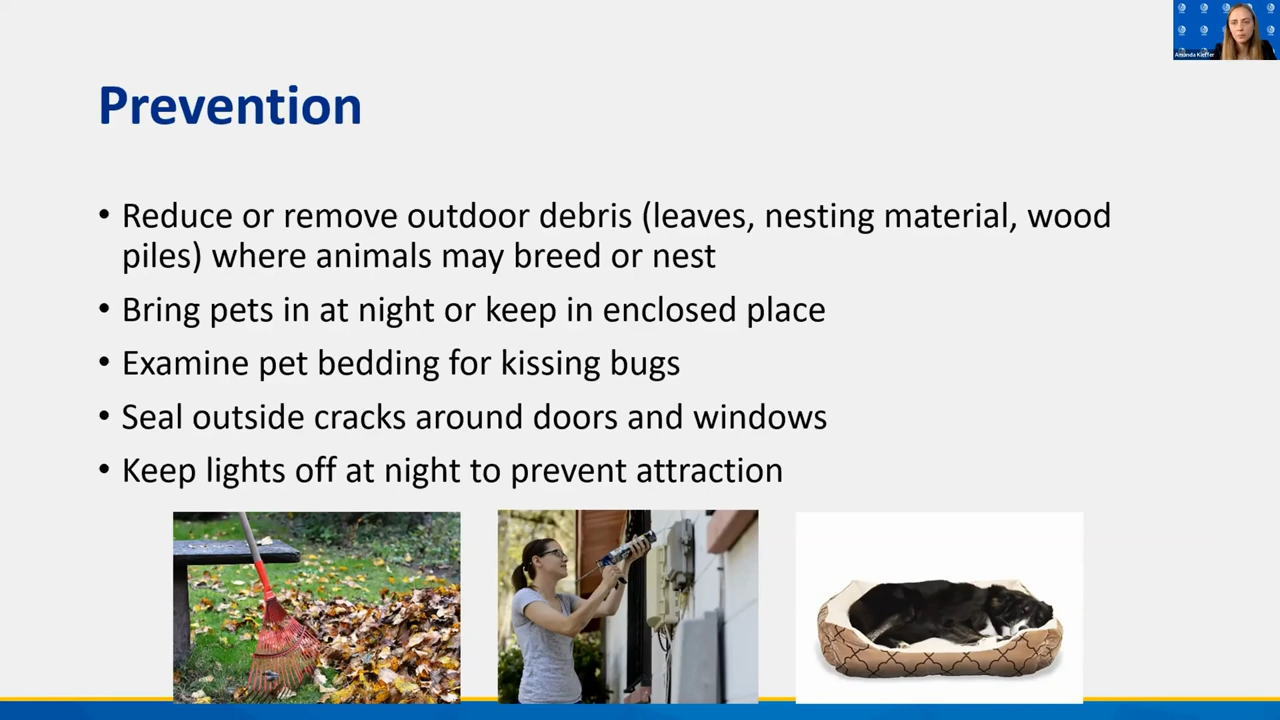 Amanda Kieffer
Prevention
• Reduce or remove outdoor debris (leaves, nesting material, wood
piles) where animals may breed or nest
• Bring pets in at night or keep in enclosed place
• Examine pet bedding for kissing bugs
• Seal outside cracks around doors and windows
• Keep lights off at night to prevent attraction